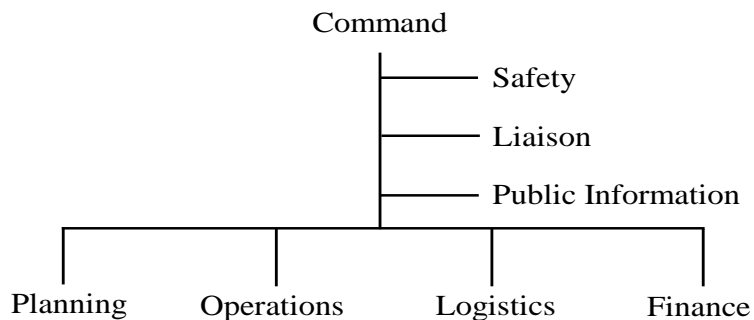 Command
Safety
Liaison
Public Information
Planning Operations Logistics Finance